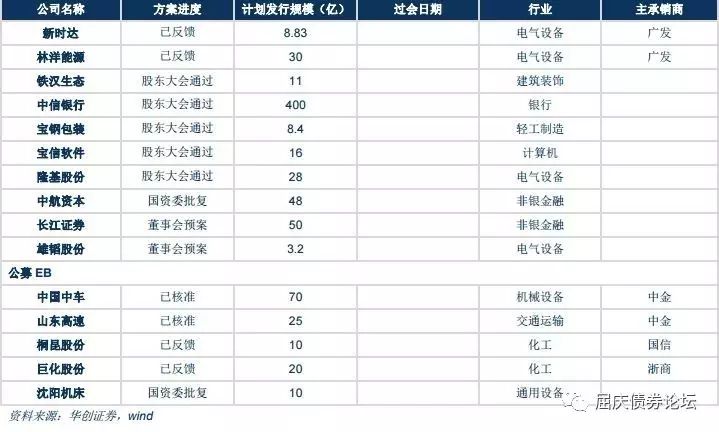 公司名称 方案进度 计划发行规模（亿） 过会日期 行业 主承销商
新时达 已反馈 8.83 电气设备 广发
林洋能源 已反馈 30 电气设备 广发
铁汉生态 股东大会通过 11 建筑装饰
中信银行 股东大会通过 400 银行
宝钢包装 股东大会通过 8.4 轻工制造
宝信软件 股东大会通过 16 计算机
隆基股份 股东大会通过 28 电气设备
中航资本 国资委批复 48 非银金融
长江证券 董事会预案 50 非银金融
雄韬股份 董事会预案 3.2 电气设备
公募 EB
中国中车 已核准 70 机械设备 中金
山东高速 已核准 25 交通运输 中金
桐昆股份 已反馈 10 化工 国信
巨化股份 已反馈 20 化工 浙商
沈阳机床 国资委批复 10 通用设备
资料来源：华创证券，wind
屈庆债券论坛